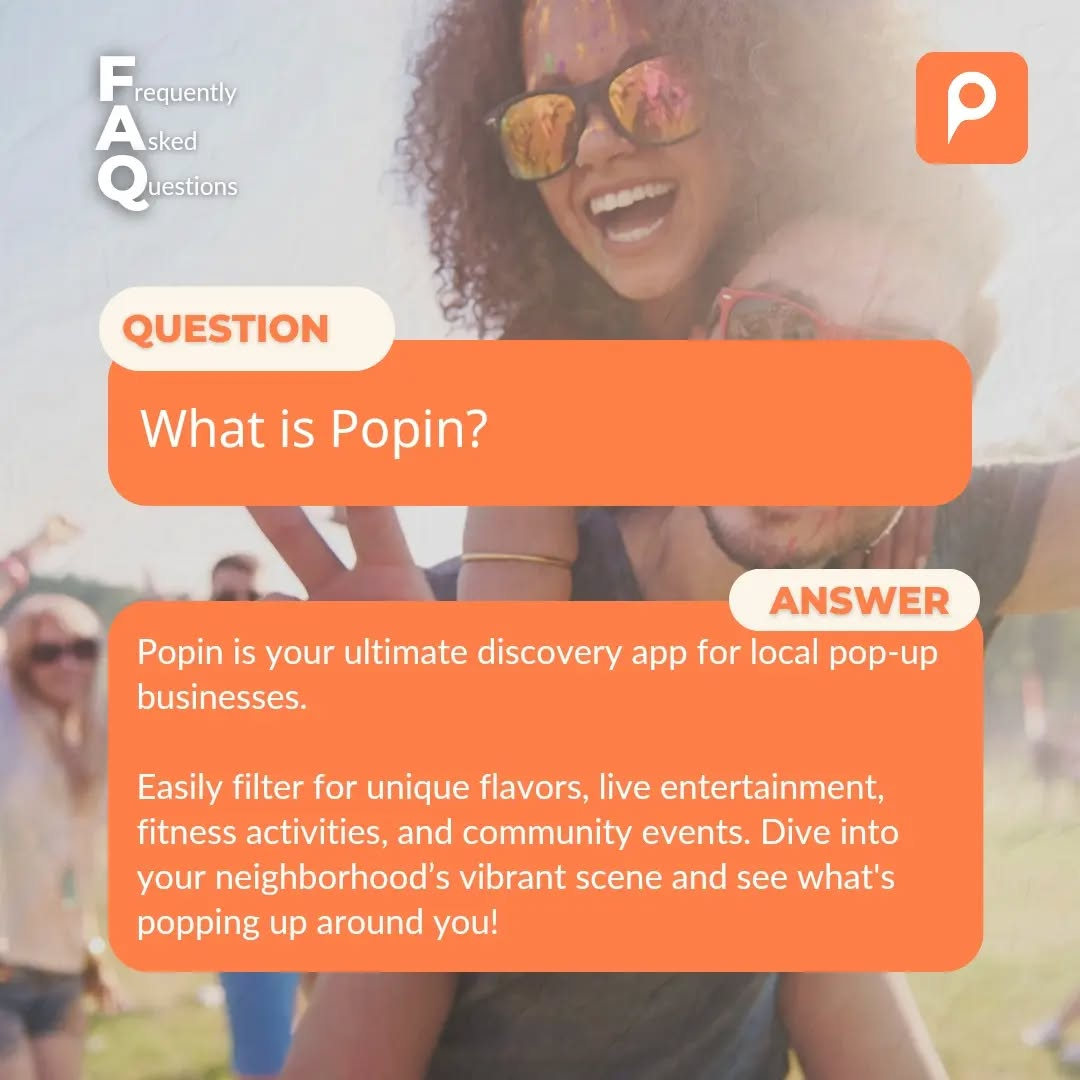 Frequently
Asked
Questions
P
QUESTION
What is Popin?
ANSWER
Popin is your ultimate discovery app for local pop-up
businesses.
Easily filter for unique flavors, live entertainment,
fitness activities, and community events. Dive into
your neighborhood’s vibrant scene and see what's
popping up around you!